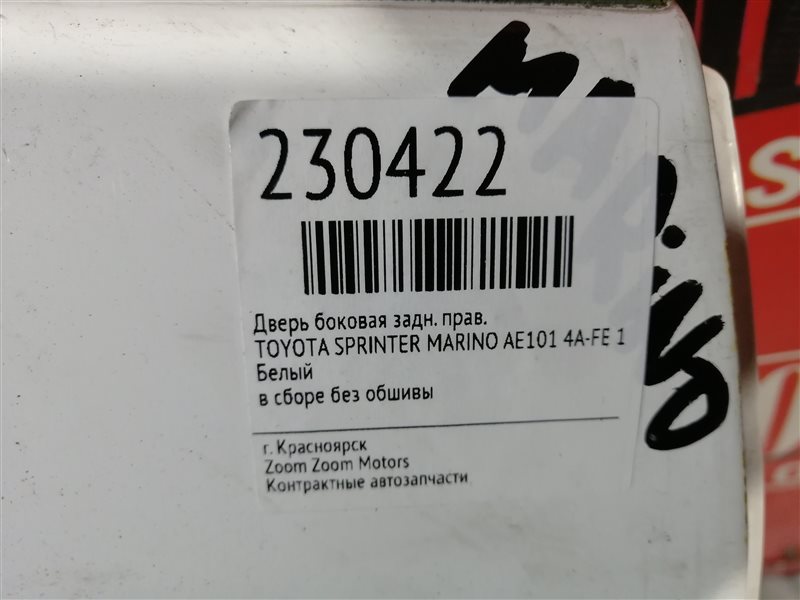 230422
Дверь боковая задн. прав.
TOYOTA SPRINTER MARINO AE101 4A-FE 1
Белый
в сборе без обшивы
г. Красноярск
Zoom Zoom Motors
Контрактные автозапчасти
MARINO